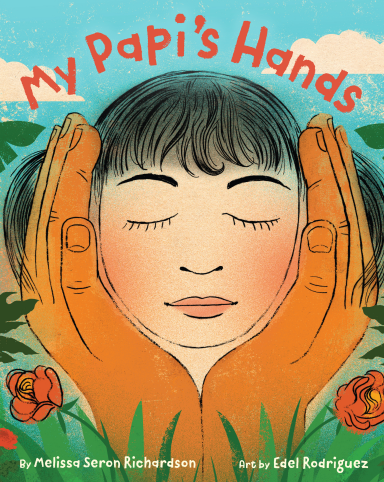 My Papi's Hands
By Melissa Seron Richardson
Art by Edel Rodriguez